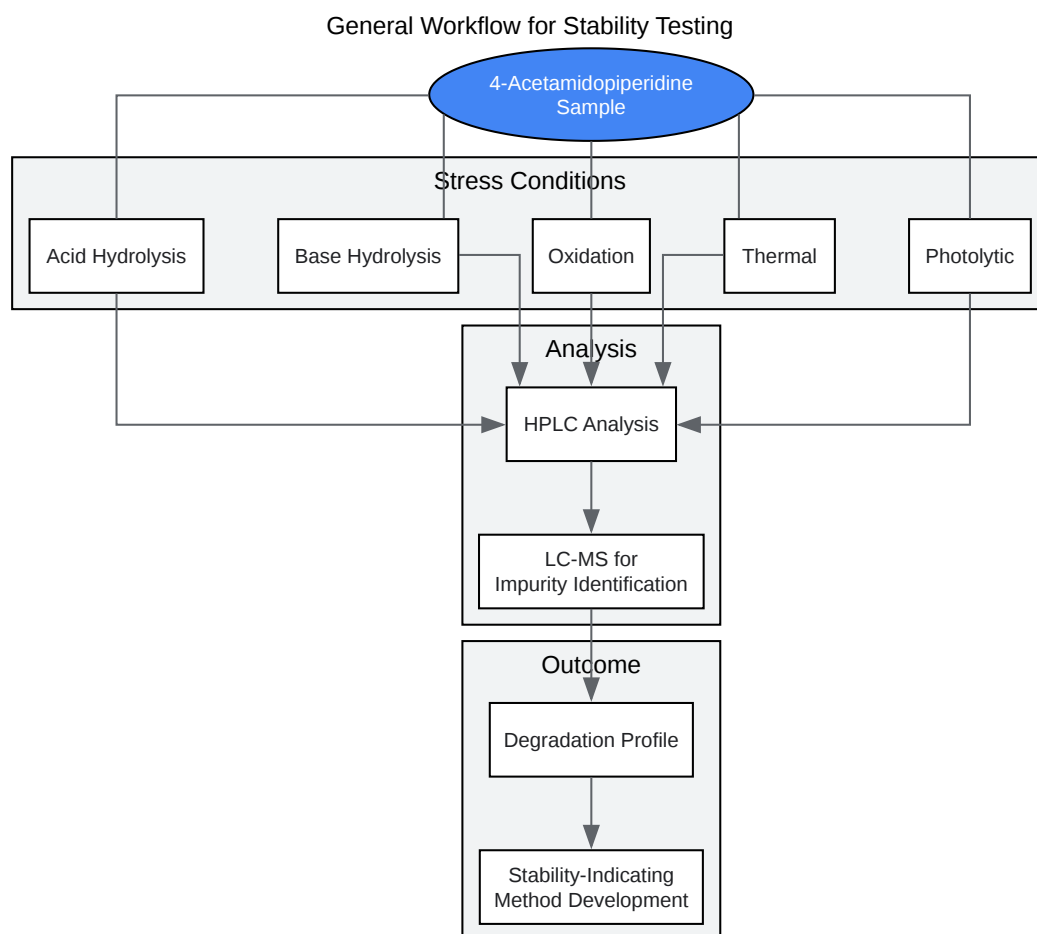 General Workflow for Stability Testing
4-Acetamidopiperidine
Sample
Stress Conditions
Acid Hydrolysis
Base Hydrolysis
Oxidation
Thermal
Photolytic
Analysis
HPLC Analysis
LC-MS for
Impurity Identification
Outcome
Degradation Profile
Stability-Indicating
Method Development